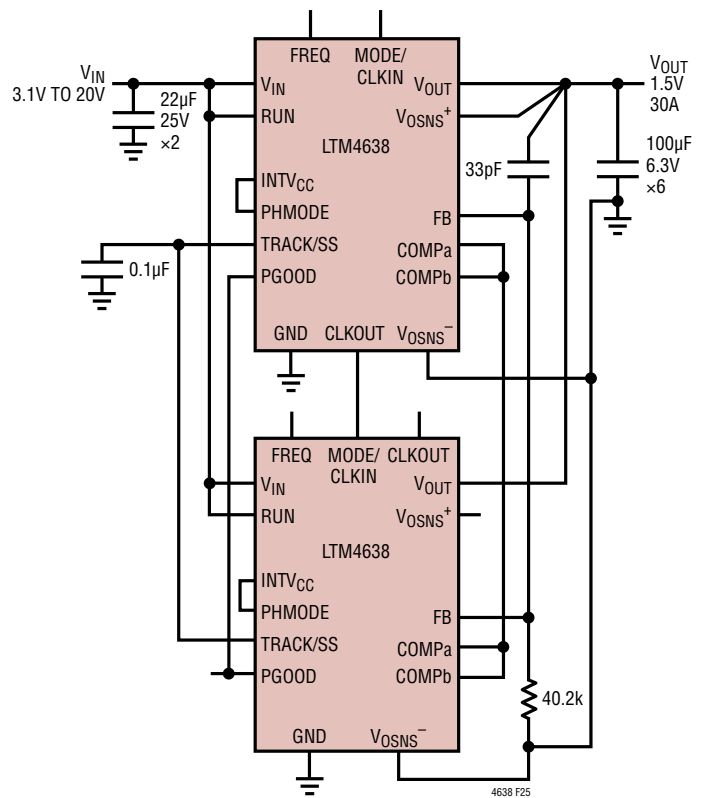 FREQ MODE/
CLKIN
VIN
3.1V TO 20V
22µF
25V
×2
VIN
RUN
LTM4638
INTVCC
PHMODE
TRACK/SS
PGOOD
GND CLKOUT VOSNS–
VOUT
VOSNS+
FB
COMPa
COMPb
0.1µF
33pF
VOUT
1.5V
30A
100µF
6.3V
×6
FREQ MODE/
CLKIN
CLKOUT
VIN
RUN
LTM4638
INTVCC
PHMODE
TRACK/SS
PGOOD
GND VOSNS–
VOUT
VOSNS+
FB
COMPa
COMPb
40.2k
4638 F25